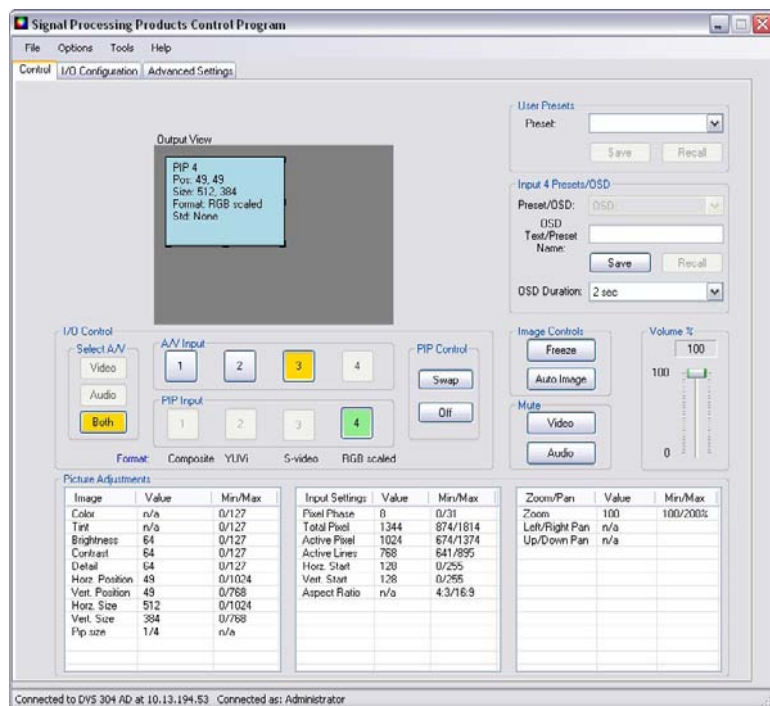 Signal Processing Products Control Program
File Options Tools Help
Control I/O Configuration Advanced Settings
Output View
PIP 4
Pos: 49, 49
Size: 512, 384
Format: RGB scaled
Std: None
User Presets
Preset:
Save Recall
Input 4 Presets/OSD
Preset/OSD: OSD:
OSD
Text/Preset
Name:
Save Recall
OSD Duration: 2 sec
I/O Control
Select A/V
Video
Audio
Both
A/V Input
1 2 3 4
PIP Input
1 2 3 4
Format: Composite YUVi S-video RGB scaled
PIP Control
Swap
Off
Image Controls
Freeze
Auto Image
Mute
Video
Audio
Volume %
100
100
0
Picture Adjustments
Image Value Min/Max
Color n/a 0/127
Tint n/a 0/127
Brightness 64 0/127
Contrast 64 0/127
Detail 64 0/127
Horz. Position 49 0/1024
Vert. Position 49 0/768
Horz. Size 512 0/1024
Vert. Size 384 0/768
Pip size 1/4 n/a
Input Settings Value Min/Max
Pixel Phase 8 0/31
Total Pixel 1344 874/1814
Active Pixel 1024 674/1374
Active Lines 768 641/895
Horz. Start 128 0/255
Vert. Start 128 0/255
Aspect Ratio n/a 4:3/16:9
Zoom/Pan Value Min/Max
Zoom 100 100/200%
Left/Right Pan n/a
Up/Down Pan n/a
Connected to DVS 304 AD at 10.13.194.53 Connected as: Administrator